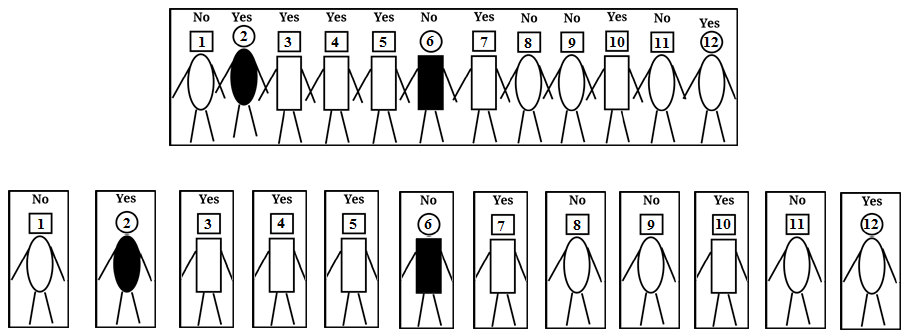 No Yes Yes Yes Yes No Yes No No Yes No Yes
1 2 3 4 5 6 7 8 9 10 11 12
No Yes Yes Yes Yes No Yes No No Yes No Yes
1 2 3 4 5 6 7 8 9 10 11 12